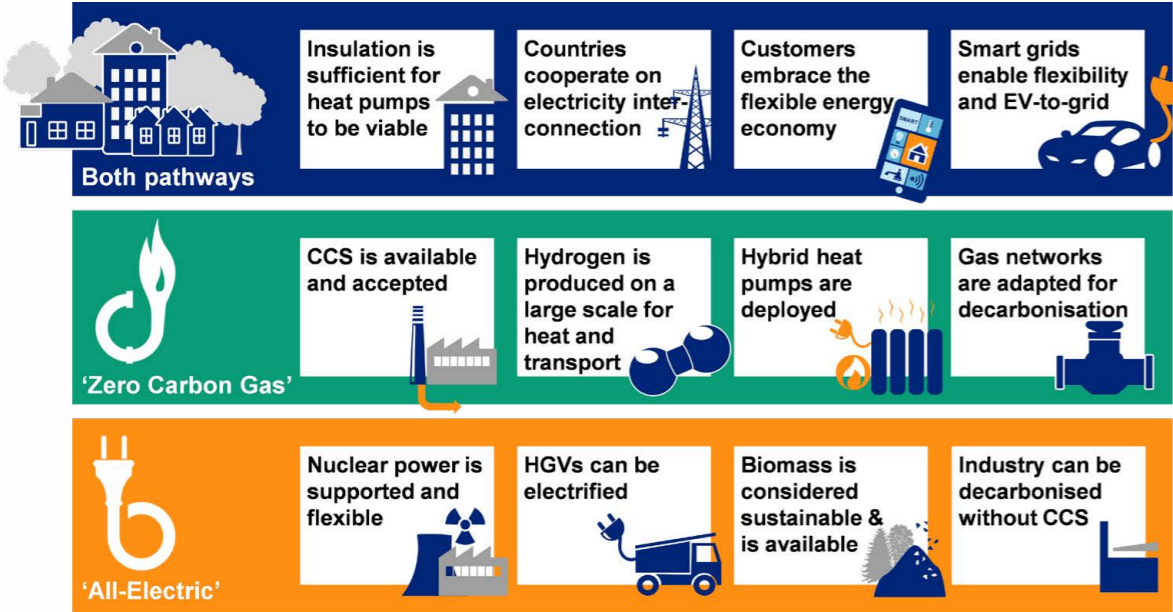 Both pathways
Insulation is
sufficient for
heat pumps
to be viable
Countries
cooperate on
electricity inter-
connection
Customers
embrace the
flexible energy
economy
SMART
Smart grids
enable flexibility
and EV-to-grid
'Zero Carbon Gas'
CCS is available
and accepted
Hydrogen is
produced on a
large scale for
heat and
transport
Hybrid heat
pumps are
deployed
Gas networks
are adapted for
decarbonisation
'All-Electric'
Nuclear power is
supported and
flexible
HGVs can be
electrified
Biomass is
considered
sustainable &
is available
Industry can be
decarbonised
without CCS